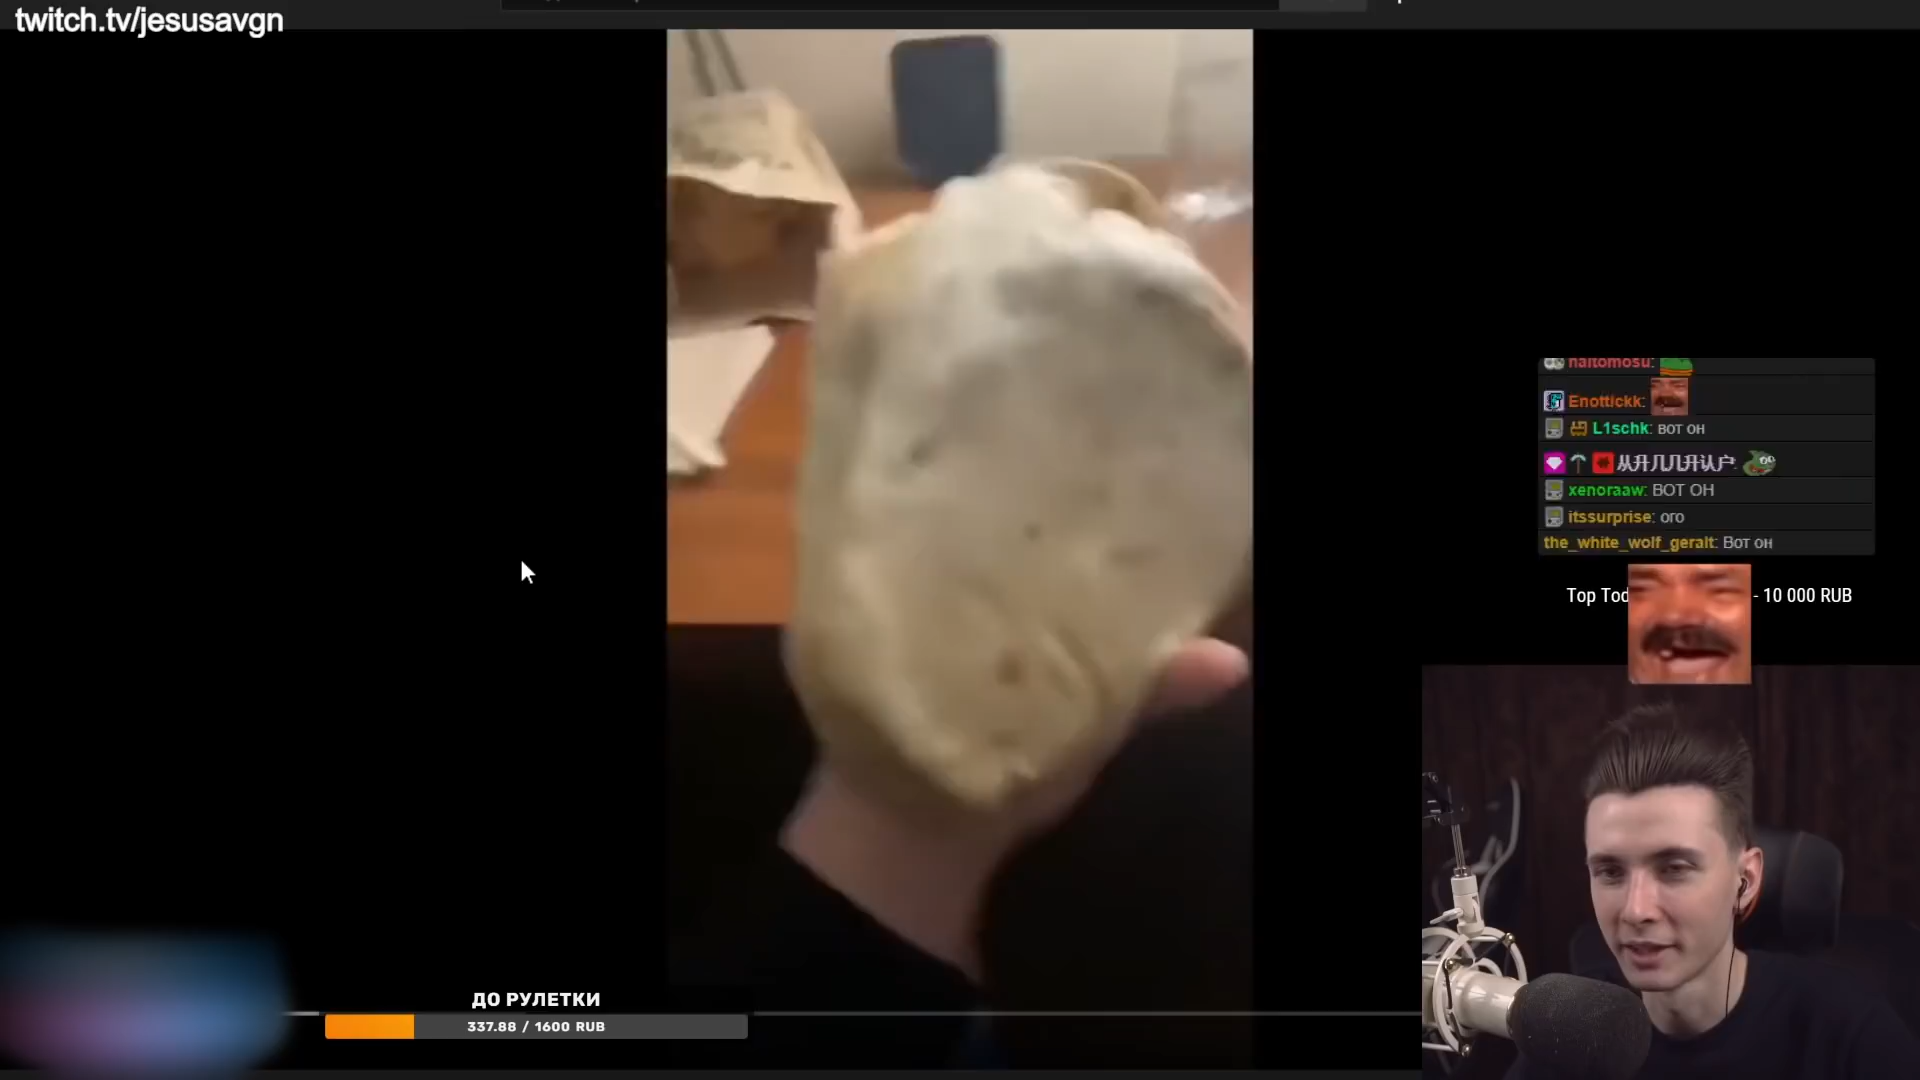 twitch.tv/jesusavgn
naitomosu:
Enottickk:
L1schk: вот он
xenoraaw: ВОТ ОН
itssurprise: ого
the_white_wolf_geralt: Вот он
Top Tod - 10 000 RUB
ДО РУЛЕТКИ
337.88 / 1600 RUB